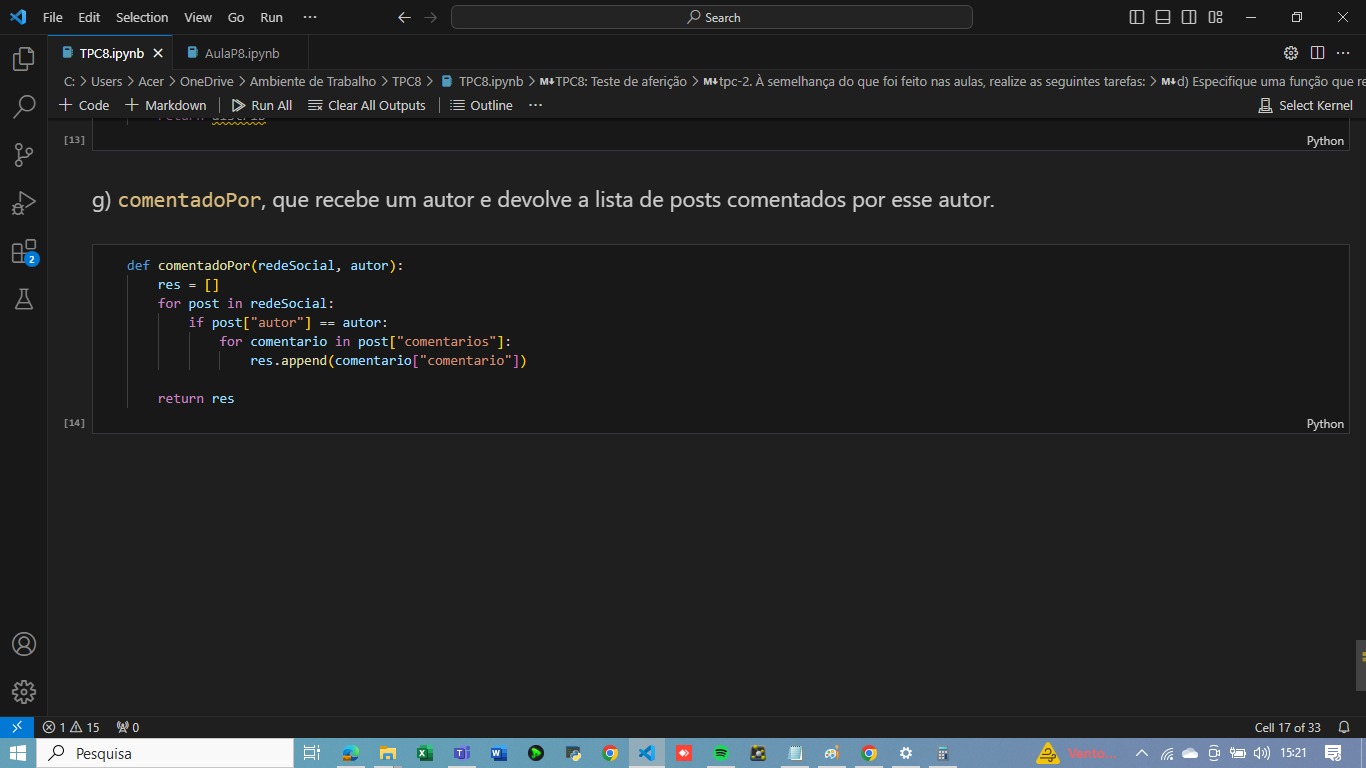 File Edit Selection View Go Run ···
Search
TPC8.ipynb
AulaP8.ipynb
C: > Users > Acer > OneDrive > Ambiente de Trabalho > TPC8 > TPC8.ipynb > M↓TPC8: Teste de aferição > M↓tpc-2. À semelhança do que foi feito nas aulas, realize as seguintes tarefas: > M↓d) Especifique uma função que re
+ Code + Markdown Run All Clear All Outputs Outline ···
Select Kernel
return distrib
[13]
Python
g) comentadoPor, que recebe um autor e devolve a lista de posts comentados por esse autor.
def comentadoPor(redeSocial, autor):
res = []
for post in redeSocial:
if post["autor"] == autor:
for comentario in post["comentarios"]:
res.append(comentario["comentario"])
return res
[14]
Python
2
1 15 0
Cell 17 of 33
Pesquisa
Vento...
15:21